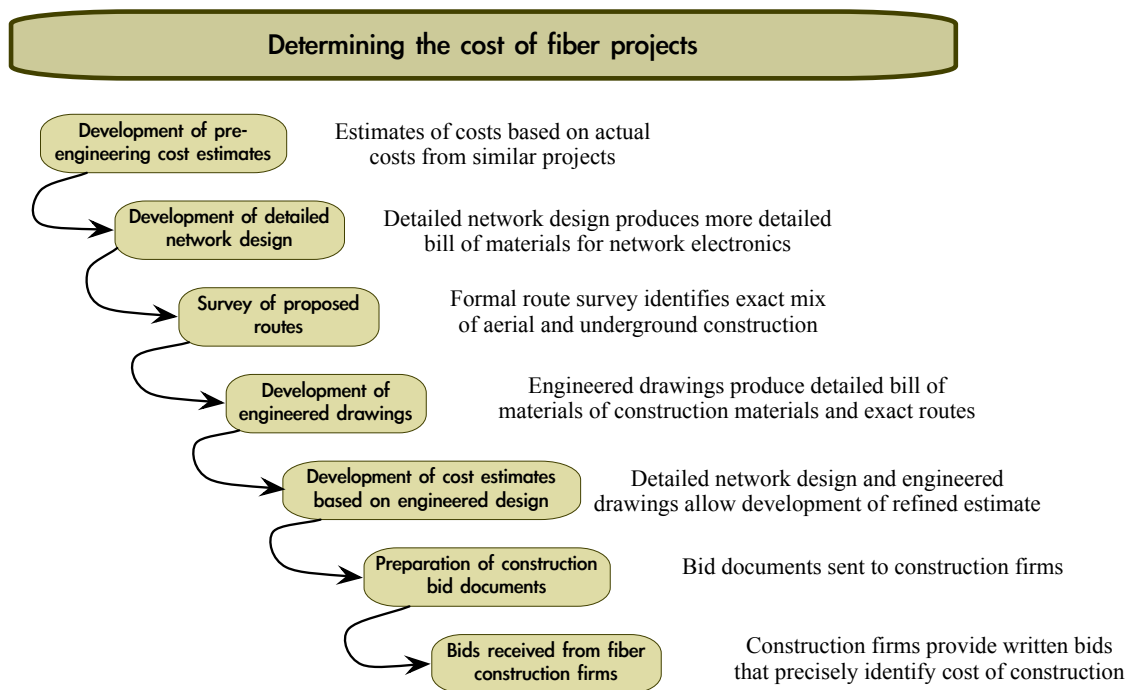 Determining the cost of fiber projects
Development of pre-
engineering cost estimates
Estimates of costs based on actual
costs from similar projects
Development of detailed
network design
Detailed network design produces more detailed
bill of materials for network electronics
Survey of proposed
routes
Formal route survey identifies exact mix
of aerial and underground construction
Development of
engineered drawings
Engineered drawings produce detailed bill of
materials of construction materials and exact routes
Development of cost estimates
based on engineered design
Detailed network design and engineered
drawings allow development of refined estimate
Preparation of construction
bid documents
Bid documents sent to construction firms
Bids received from fiber
construction firms
Construction firms provide written bids
that precisely identify cost of construction